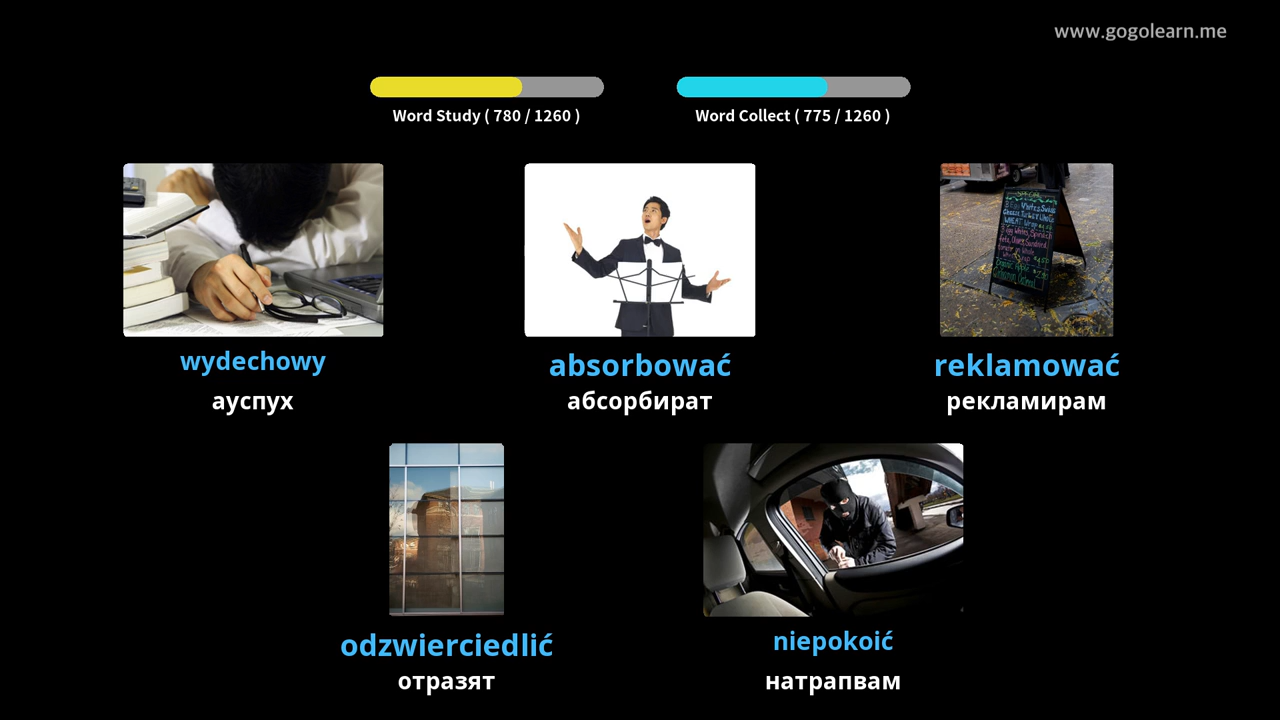 www.gogolearn.me
Word Study ( 780 / 1260 )
Word Collect ( 775 / 1260 )
wydechowy
ауспух
absorbować
абсорбират
reklamować
рекламирам
odzwierciedlić
отразят
niepokoić
натрапвам